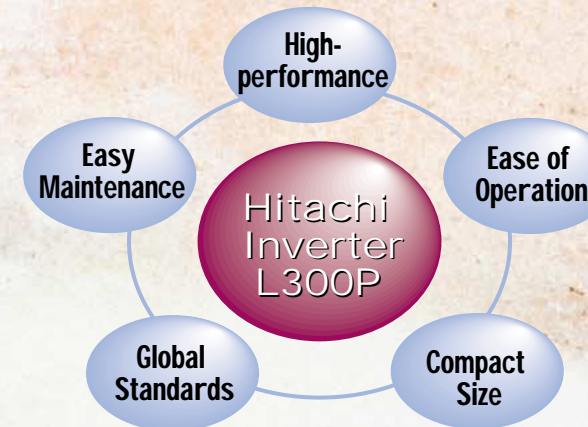 High-
performance
Easy
Maintenance
Ease of
Operation
Hitachi
Inverter
L300P
Global
Standards
Compact
Size